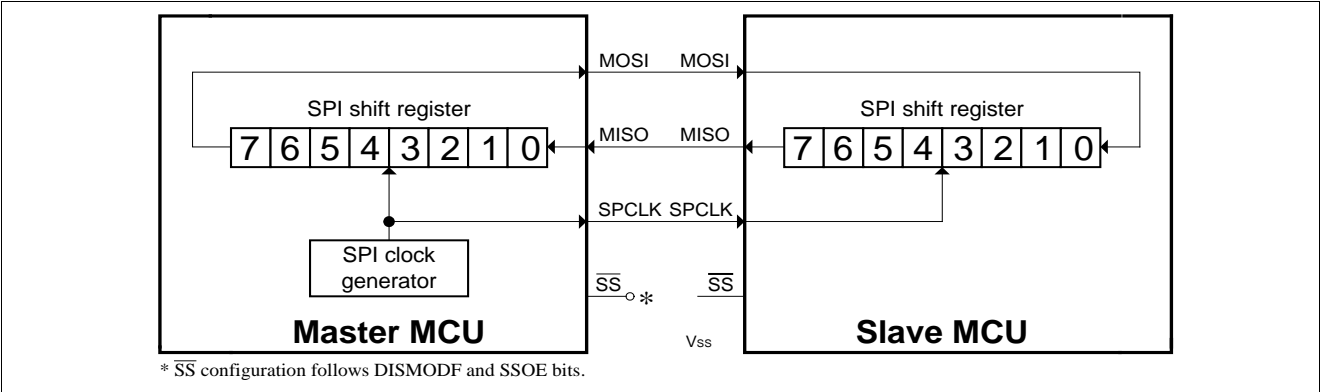 MOSI MOSI
SPI shift register SPI shift register
7 6 5 4 3 2 1 0 MISO MISO 7 6 5 4 3 2 1 0
SPCLK SPCLK
SPI clock
generator
SS * SS
Master MCU Vss Slave MCU
* SS configuration follows DISMODF and SSOE bits.